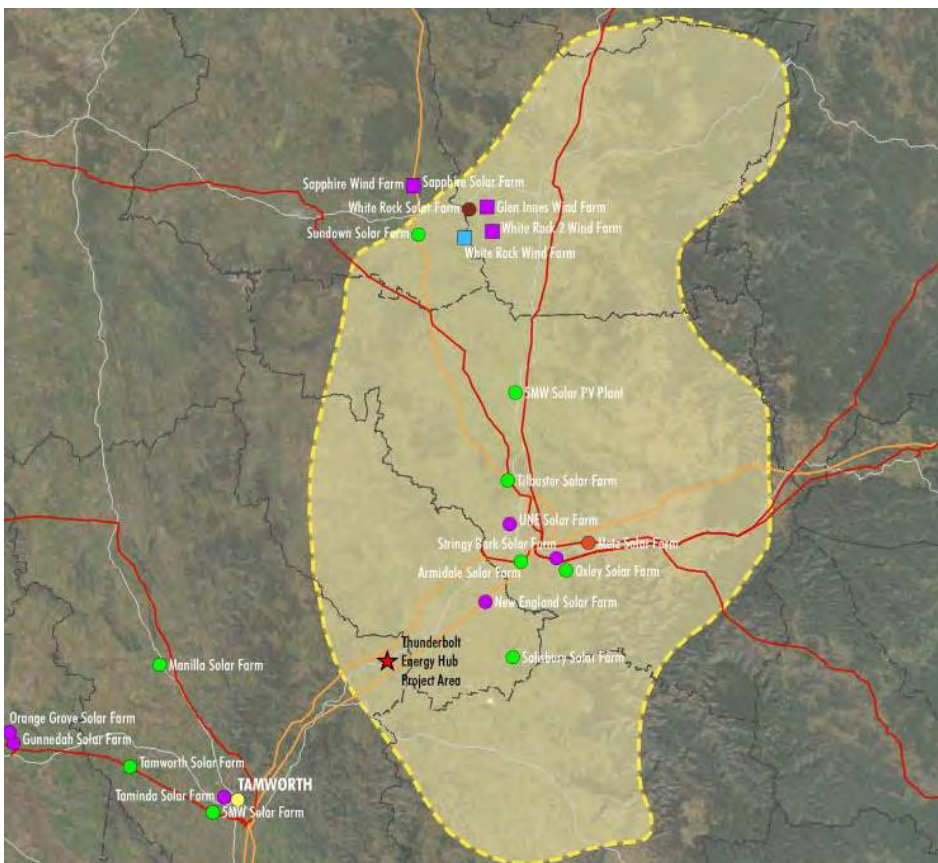 Sapphire Wind Farm
Sapphire Solar Farm
White Rock Solar Farm
Glen Innes Wind Farm
Sundown Solar Farm
White Rock 2 Wind Farm
White Rock Wind Farm
5MW Solar PV Plant
Tilbuster Solar Farm
UNE Solar Farm
Stringy Bark Solar Farm
Metz Solar Farm
Armidale Solar Farm
Oxley Solar Farm
New England Solar Farm
Thunderbolt
Energy Hub
Project Area
Salisbury Solar Farm
Manilla Solar Farm
Orange Grove Solar Farm
Gunnedah Solar Farm
Tamworth Solar Farm
TAMWORTH
Taminda Solar Farm
5MW Solar Farm